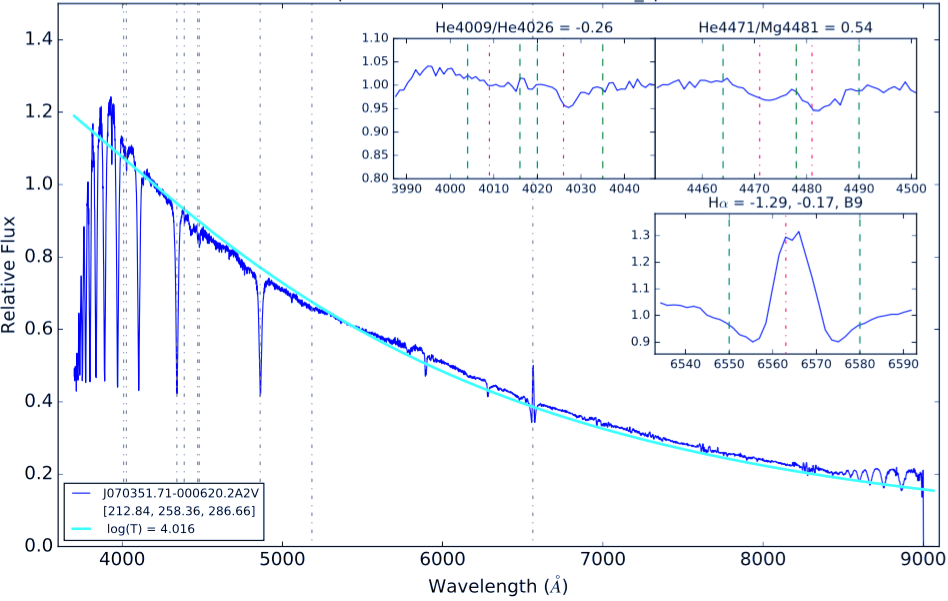 He4009/He4026 = -0.26
He4471/Mg4481 = 0.54
1.10
1.05
1.00
0.95
0.90
0.85
0.80
3990 4000 4010 4020 4030 4040
4460 4470 4480 4490 4500
Hα = -1.29, -0.17, B9
1.3
1.2
1.1
1.0
0.9
6540 6550 6560 6570 6580 6590
Relative Flux
1.4
1.2
1.0
0.8
0.6
0.4
0.2
0.0
J070351.71-000620.2A2V
[212.84, 258.36, 286.66]
log(T) = 4.016
4000 5000 6000 7000 8000 9000
Wavelength (Å)